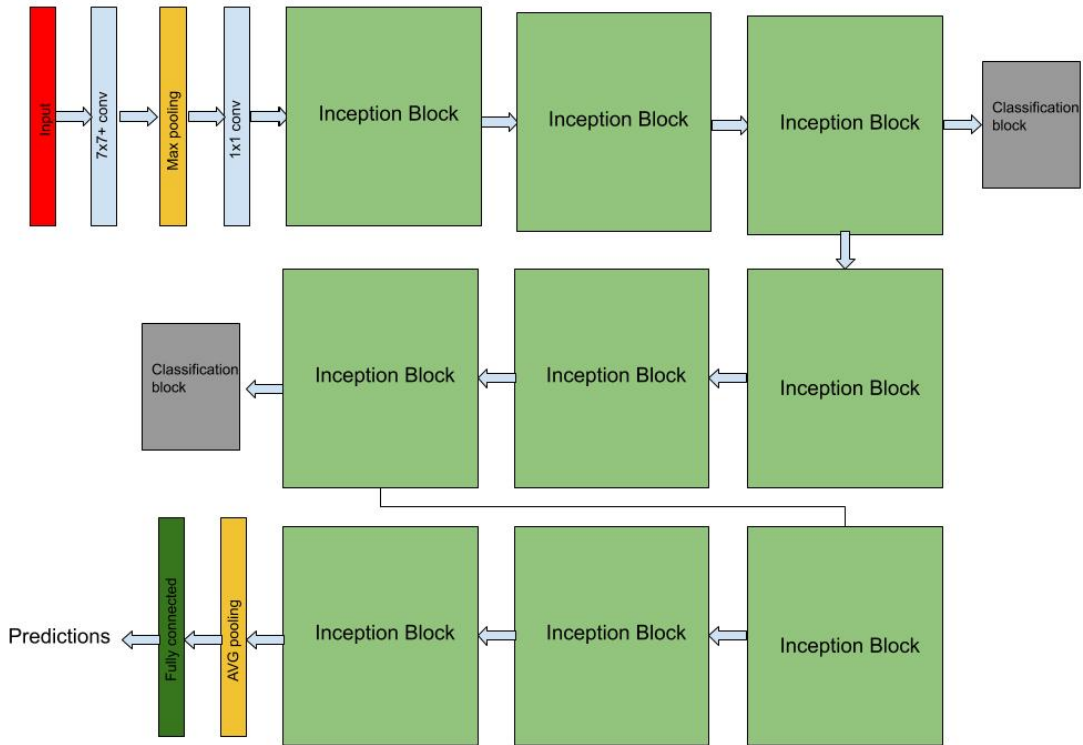 Input
7x7+ conv
Max pooling
1x1 conv
Inception Block
Inception Block
Inception Block
Classification
block
Classification
block
Inception Block
Inception Block
Inception Block
Predictions
Fully connected
AVG pooling
Inception Block
Inception Block
Inception Block